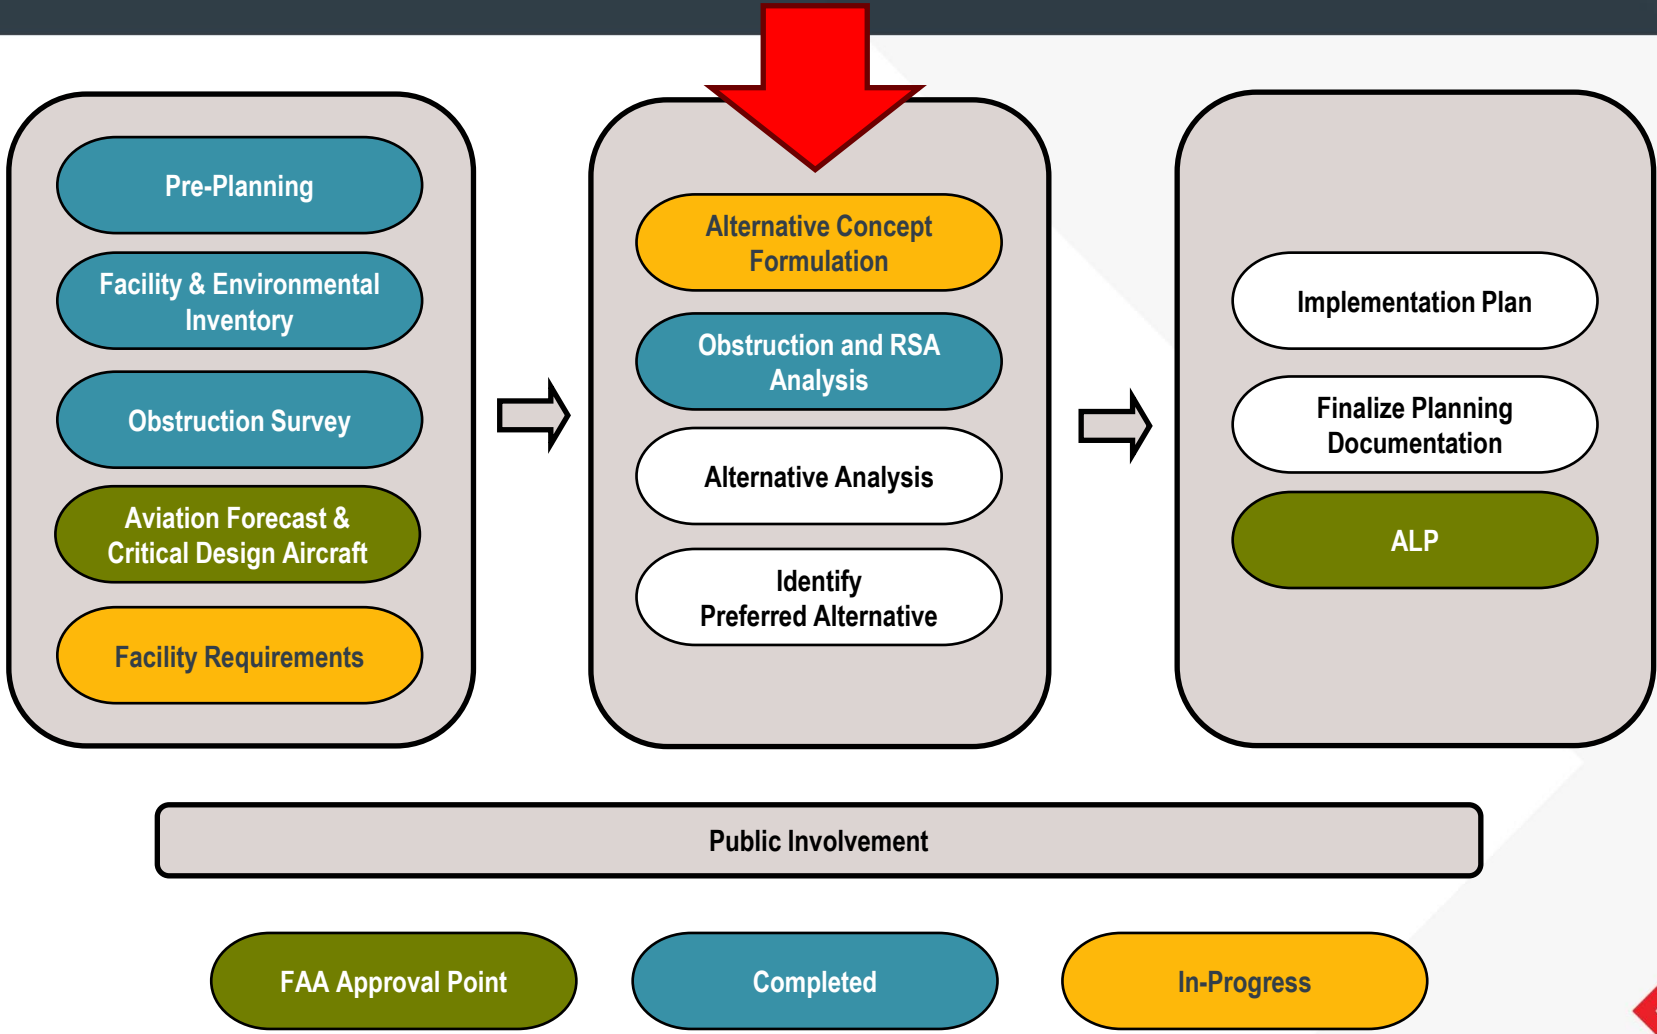 Pre-Planning
Facility & Environmental
Inventory
Obstruction Survey
Aviation Forecast &
Critical Design Aircraft
Facility Requirements
Alternative Concept
Formulation
Obstruction and RSA
Analysis
Alternative Analysis
Identify
Preferred Alternative
Implementation Plan
Finalize Planning
Documentation
ALP
Public Involvement
FAA Approval Point
Completed
In-Progress